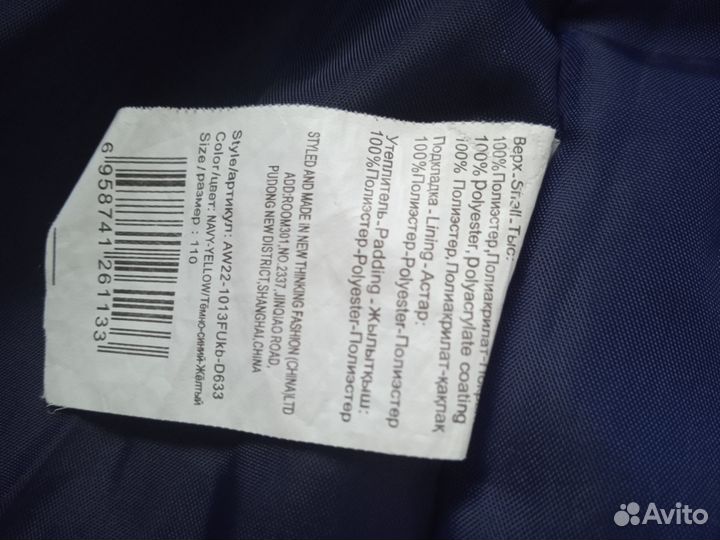 Верх-Shell-Тыс:
100%Полиэстер,Полиакрилат-
100% polyester, polyacrylate coating
100% Полиэстер,Полиакрилат-қақпақ
Подкладка-Lining-Астар:
100%Полиэстер-Polyester-Полиэстер
Утеплитель-Padding-Жылытқыш:
100%Полиэстер-Polyester-Полиэстер
STYLED AND MADE IN NEW THINKING FASHION (CHINA)LTD
ADD:ROOM301,NO.2337,JINQIAO ROAD,
PUDONG NEW DISTRICT,SHANGHAI,CHINA
Style/артикул: AW22-1013FUkb-D633
Color/цвет: NAVY-YELLOW/Тёмно-синий-Жёлтый
Size/размер : 110
6 958741 261133
Avito